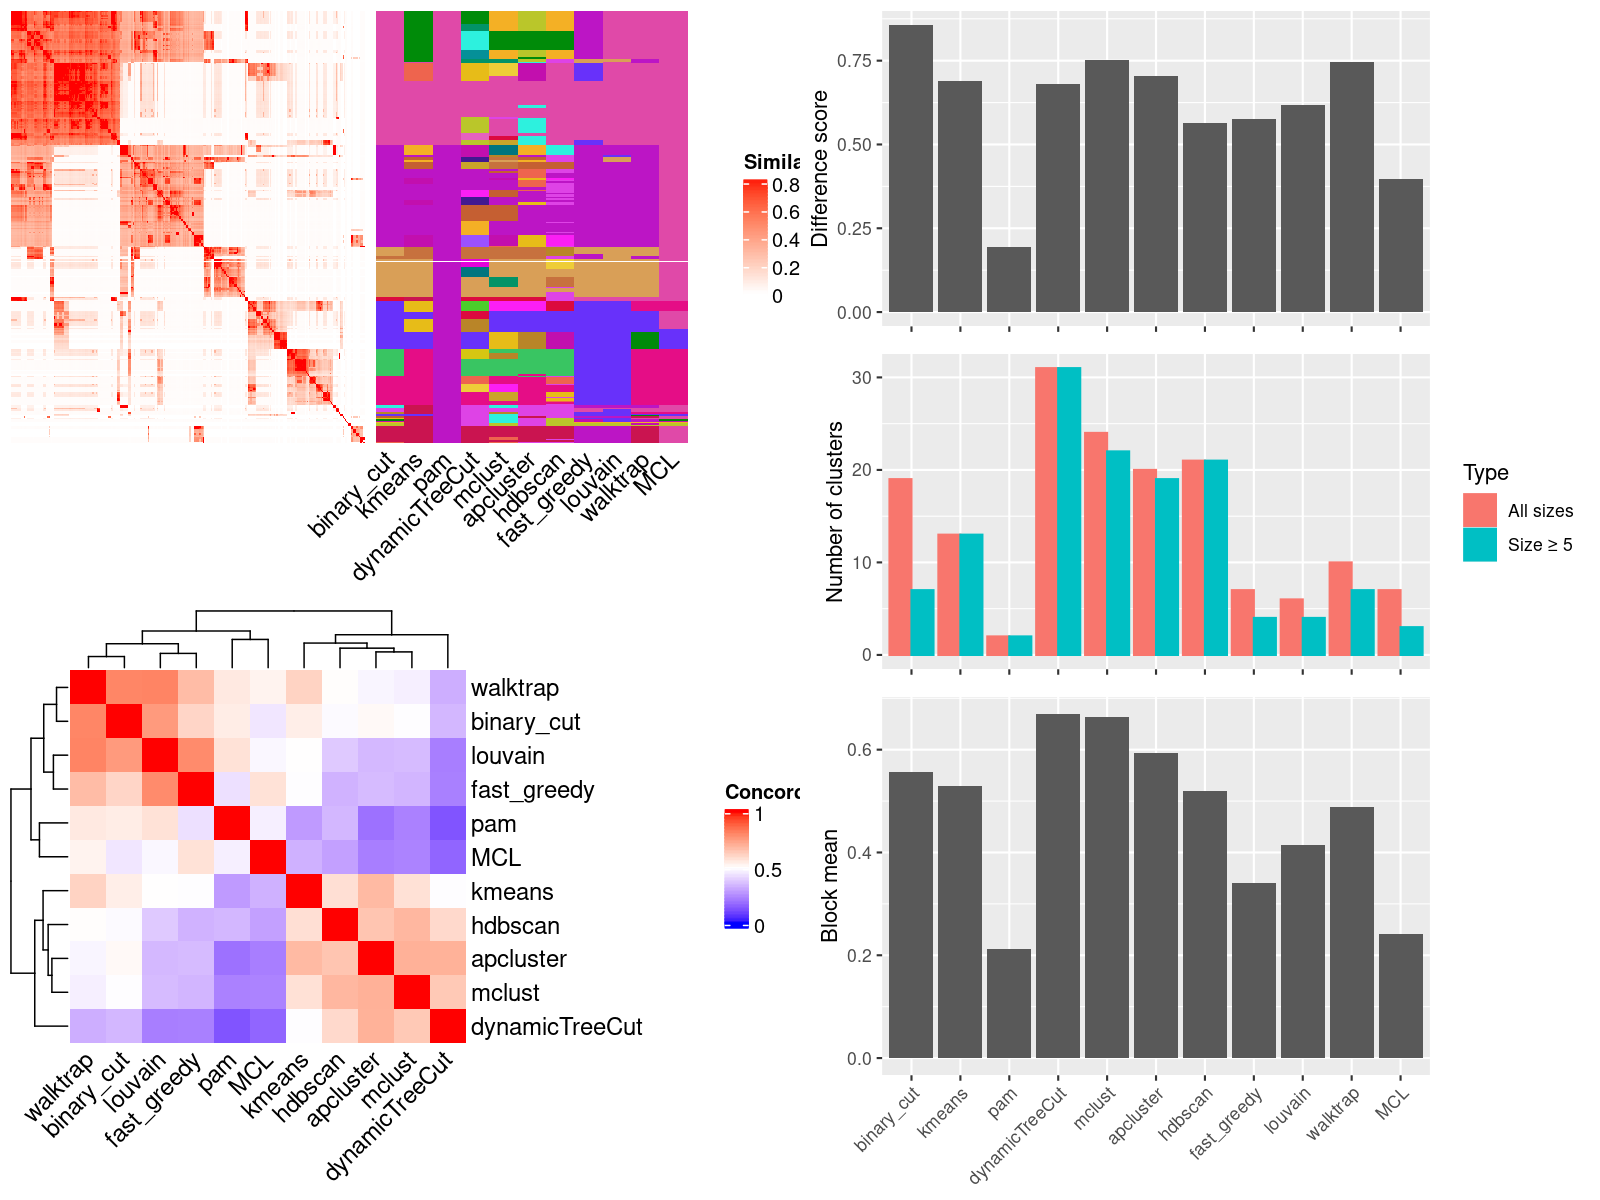 Simila
0.8
0.6
0.4
0.2
0
binary_cut
kmeans
pam
dynamicTreeCut
mclust
apcluster
hdbscan
fast_greedy
louvain
walktrap
MCL
walktrap
binary_cut
louvain
fast_greedy
pam
MCL
kmeans
hdbscan
apcluster
mclust
dynamicTreeCut
Concord
1
0.5
0
walktrap
binary_cut
louvain
fast_greedy
pam
MCL
kmeans
hdbscan
apcluster
mclust
dynamicTreeCut
Difference score
0.75
0.50
0.25
0.00
Number of clusters
30
20
10
0
Type
All sizes
Size ≥ 5
Block mean
0.6
0.4
0.2
0.0
binary_cut
kmeans
pam
dynamicTreeCut
mclust
apcluster
hdbscan
fast_greedy
louvain
walktrap
MCL